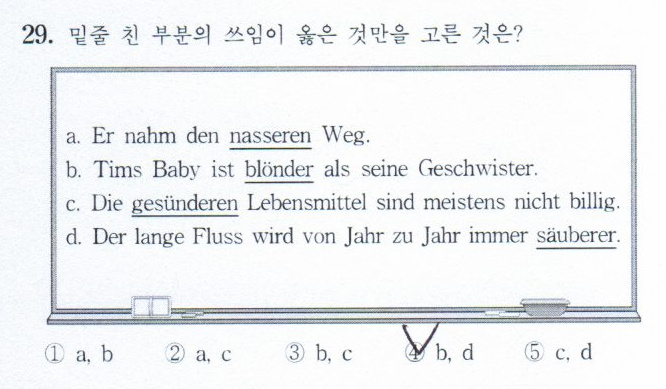 29. 밑줄 친 부분의 쓰임이 옳은 것만을 고른 것은?
a. Er nahm den nasseren Weg.
b. Tims Baby ist blönder als seine Geschwister.
c. Die gesünderen Lebensmittel sind meistens nicht billig.
d. Der lange Fluss wird von Jahr zu Jahr immer säuberer.
① a, b ② a, c ③ b, c ④ b, d ⑤ c, d